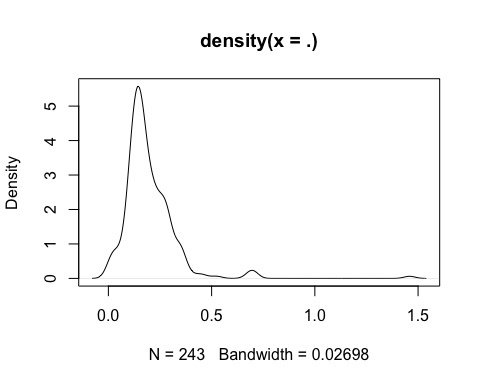 density(x = .)
Density
0 1 2 3 4 5
0.0 0.5 1.0 1.5
N = 243 Bandwidth = 0.02698